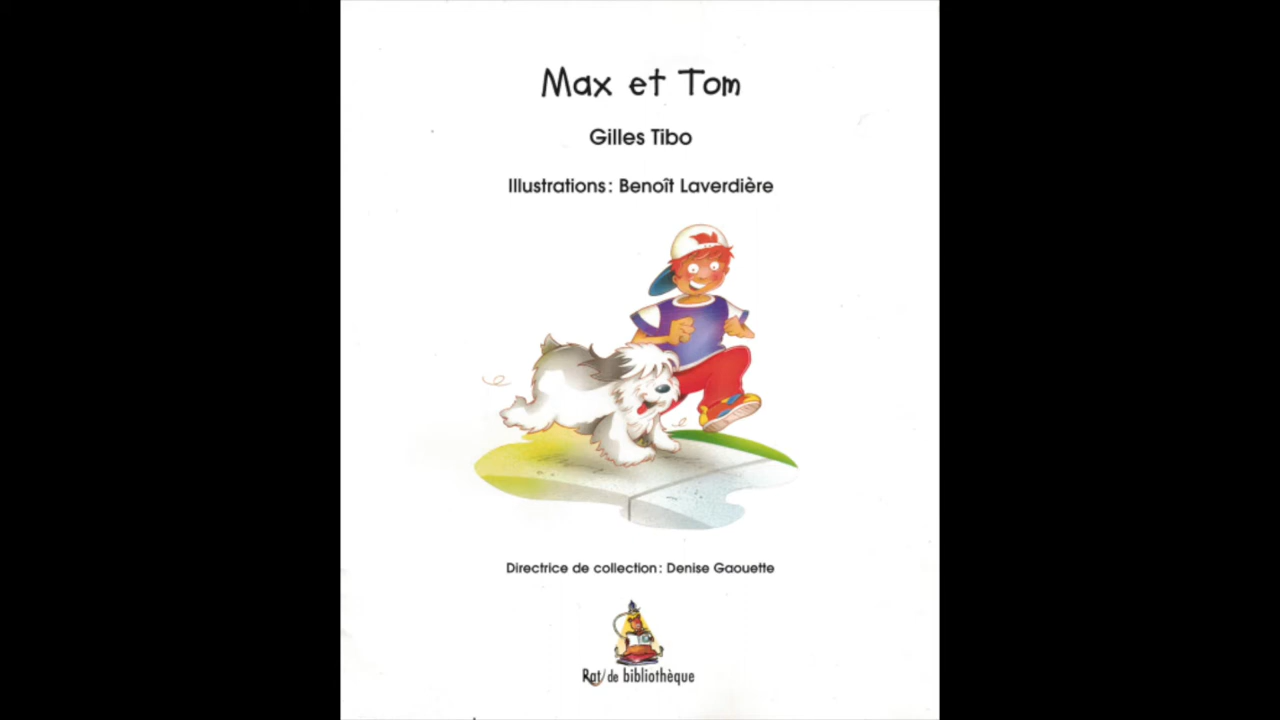 Max et Tom
Gilles Tibo
Illustrations : Benoît Laverdière
Directrice de collection : Denise Gaouette
Rat de bibliothèque